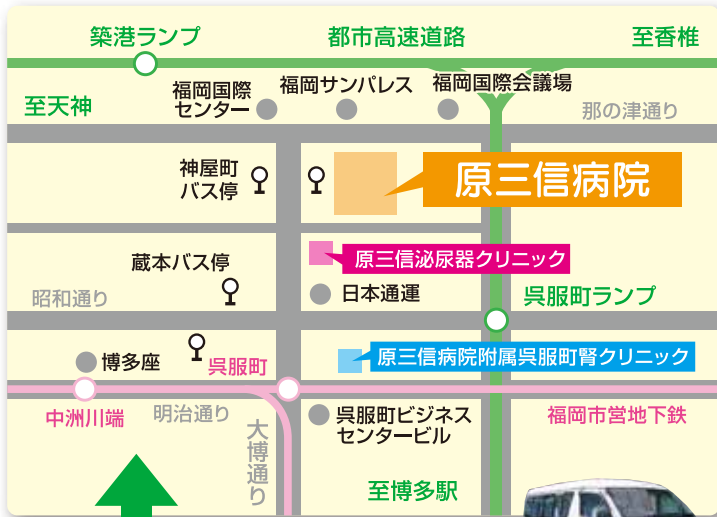 築港ランプ
都市高速道路
至香椎
至天神
福岡国際
センター
福岡サンパレス
福岡国際会議場
那の津通り
神屋町
バス停
原三信病院
蔵本バス停
原三信泌尿器クリニック
昭和通り
日本通運
呉服町ランプ
博多座
呉服町
原三信病院附属呉服町腎クリニック
中洲川端
明治通り
大博通り
呉服町ビジネス
センタービル
福岡市営地下鉄
至博多駅